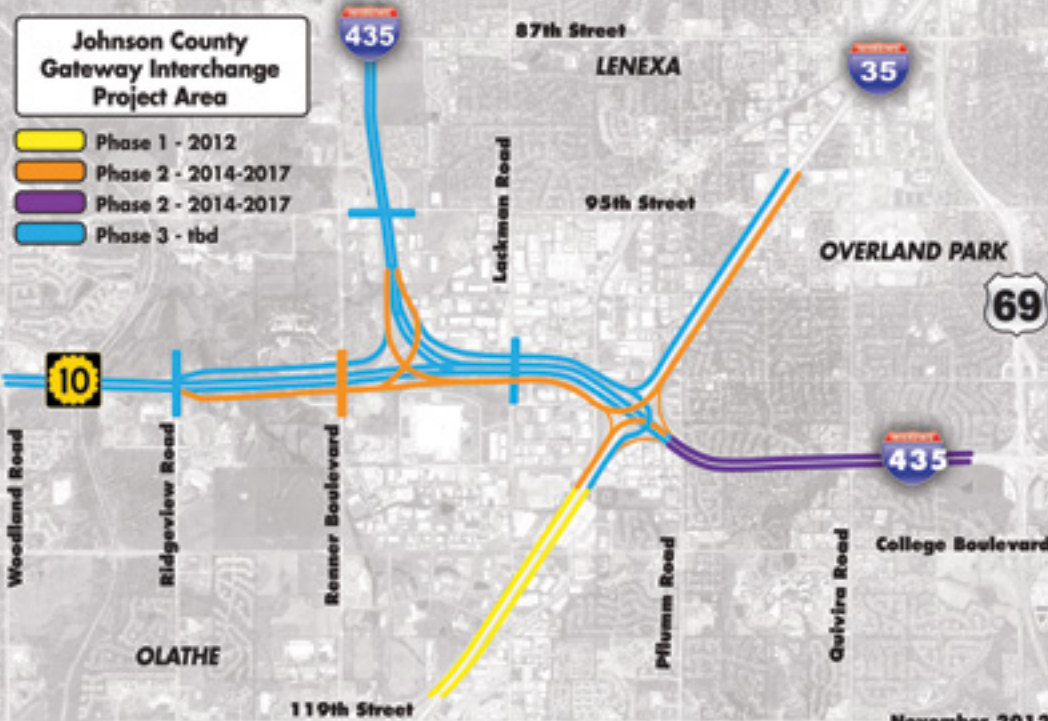 Johnson County
Gateway Interchange
Project Area
Phase 1 - 2012
Phase 2 - 2014-2017
Phase 2 - 2014-2017
Phase 3 - tbd
435
87th Street
LENEXA
35
Lackman Road
95th Street
OVERLAND PARK
69
10
435
Woodland Road
Ridgeview Road
Renner Boulevard
Pflumm Road
Quivira Road
College Boulevard
OLATHE
119th Street
November